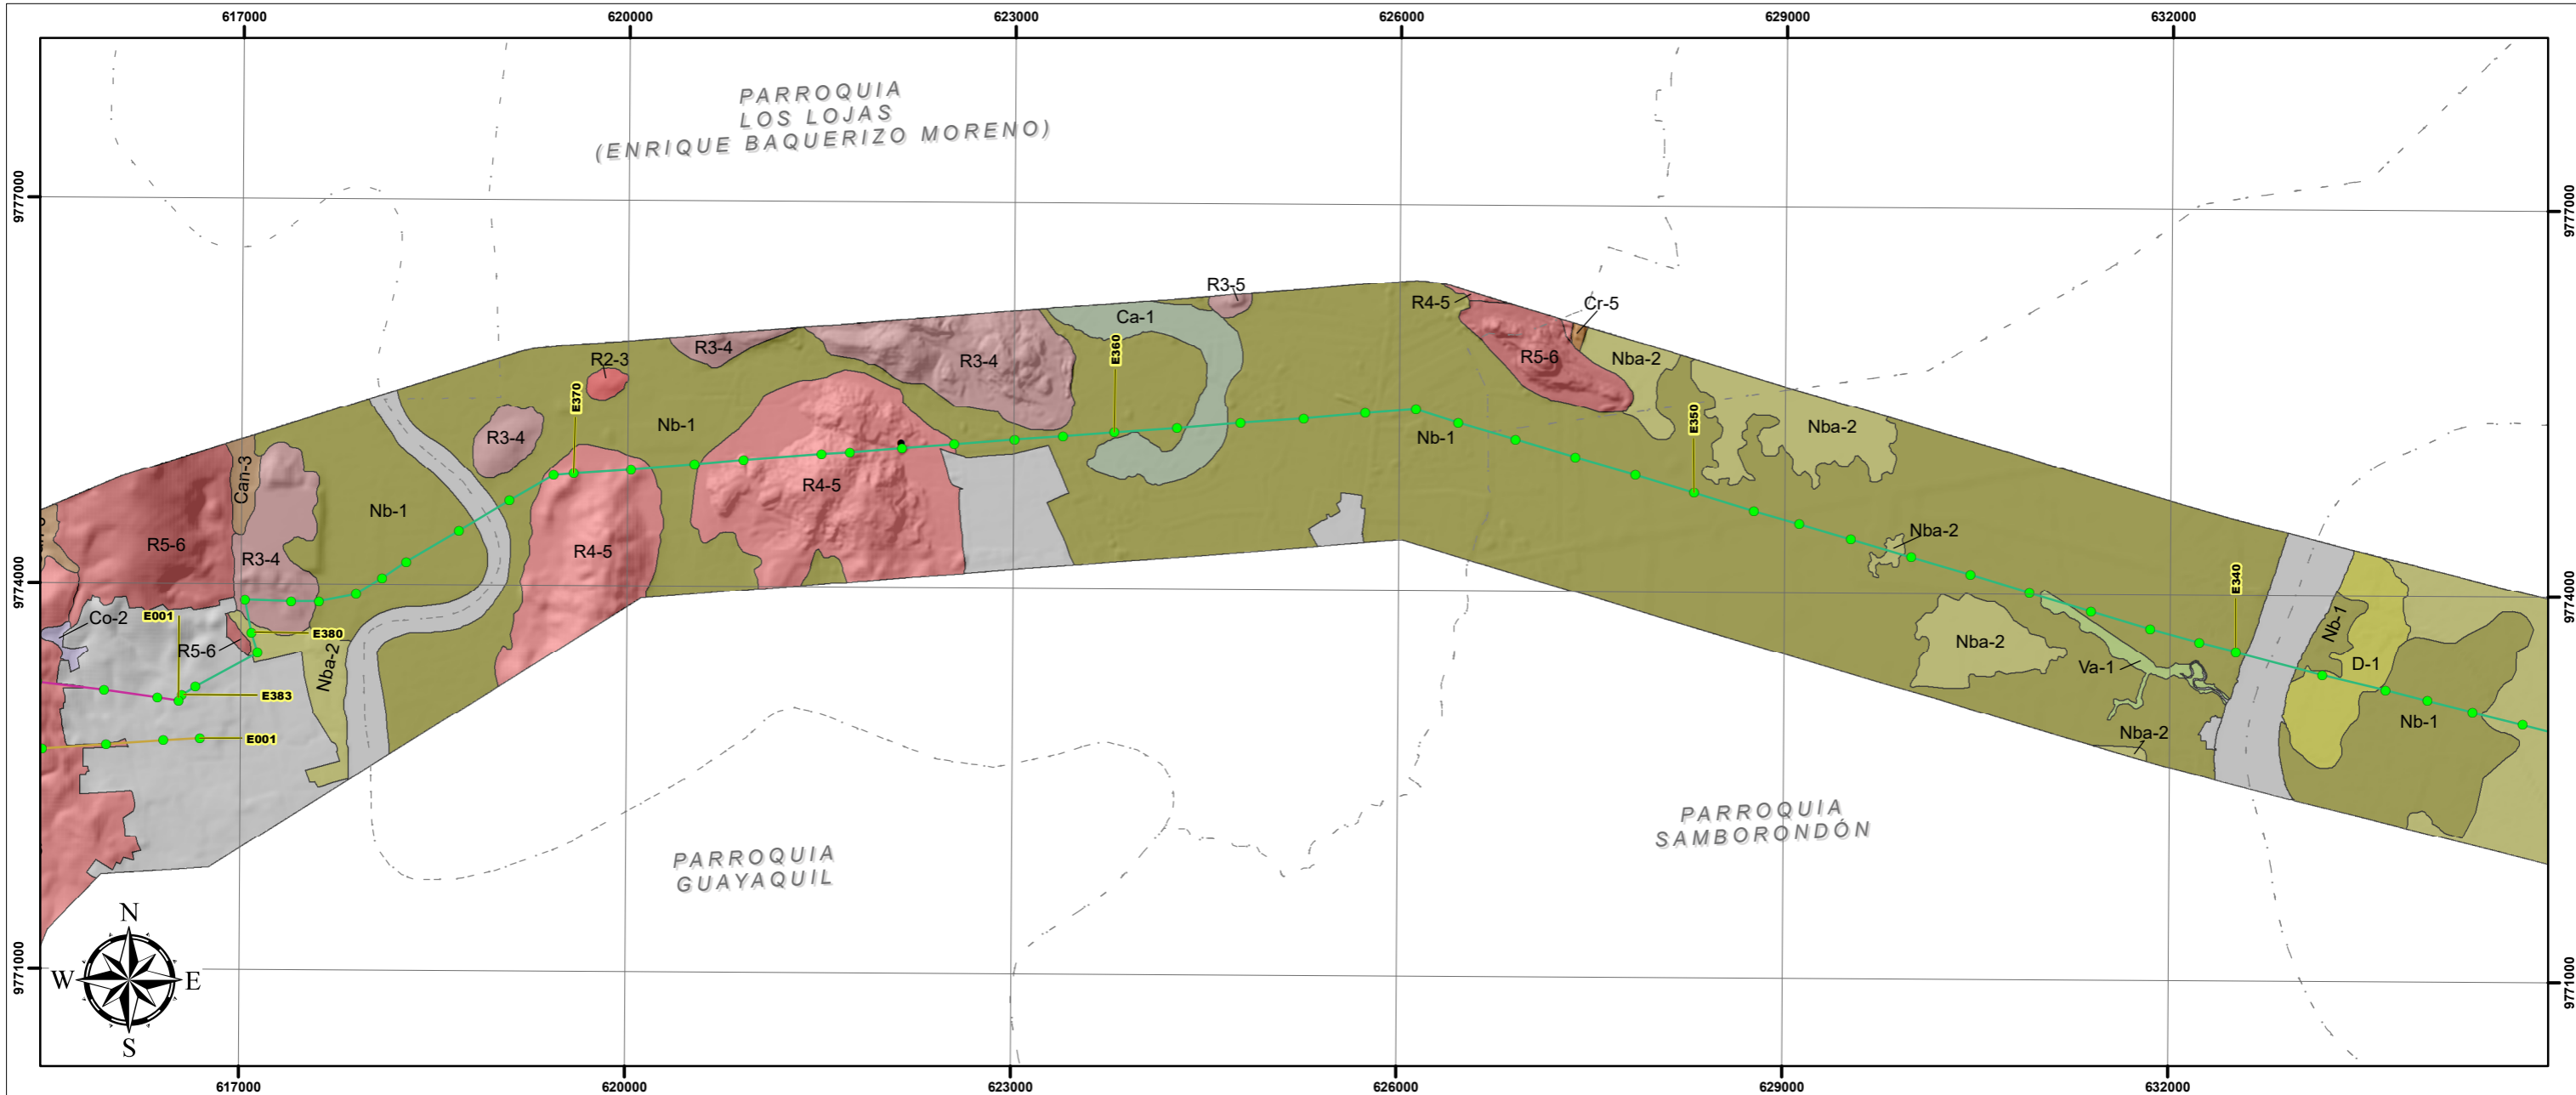 617000
620000
623000
626000
629000
632000
PARROQUIA
LOS LOJAS
(ENRIQUE BAQUERIZO MORENO)
9777000
9777000
R3-5
R4-5
Cr-5
Ca-1
R3-4
R2-3
R3-4
E360
R5-6
Nba-2
E370
Nb-1
R3-4
Nb-1
E350
Nba-2
Can-3
R4-5
Nb-1
R5-6
R3-4
R4-5
Nba-2
9774000
9774000
E340
Co-2
E001
E380
R5-6
Nba-2
Nba-2
Va-1
Nb-1
D-1
E383
Nb-1
E001
Nba-2
PARROQUIA
SAMBORONDÓN
PARROQUIA
GUAYAQUIL
N
W
E
S
9771000
9771000
617000
620000
623000
626000
629000
632000